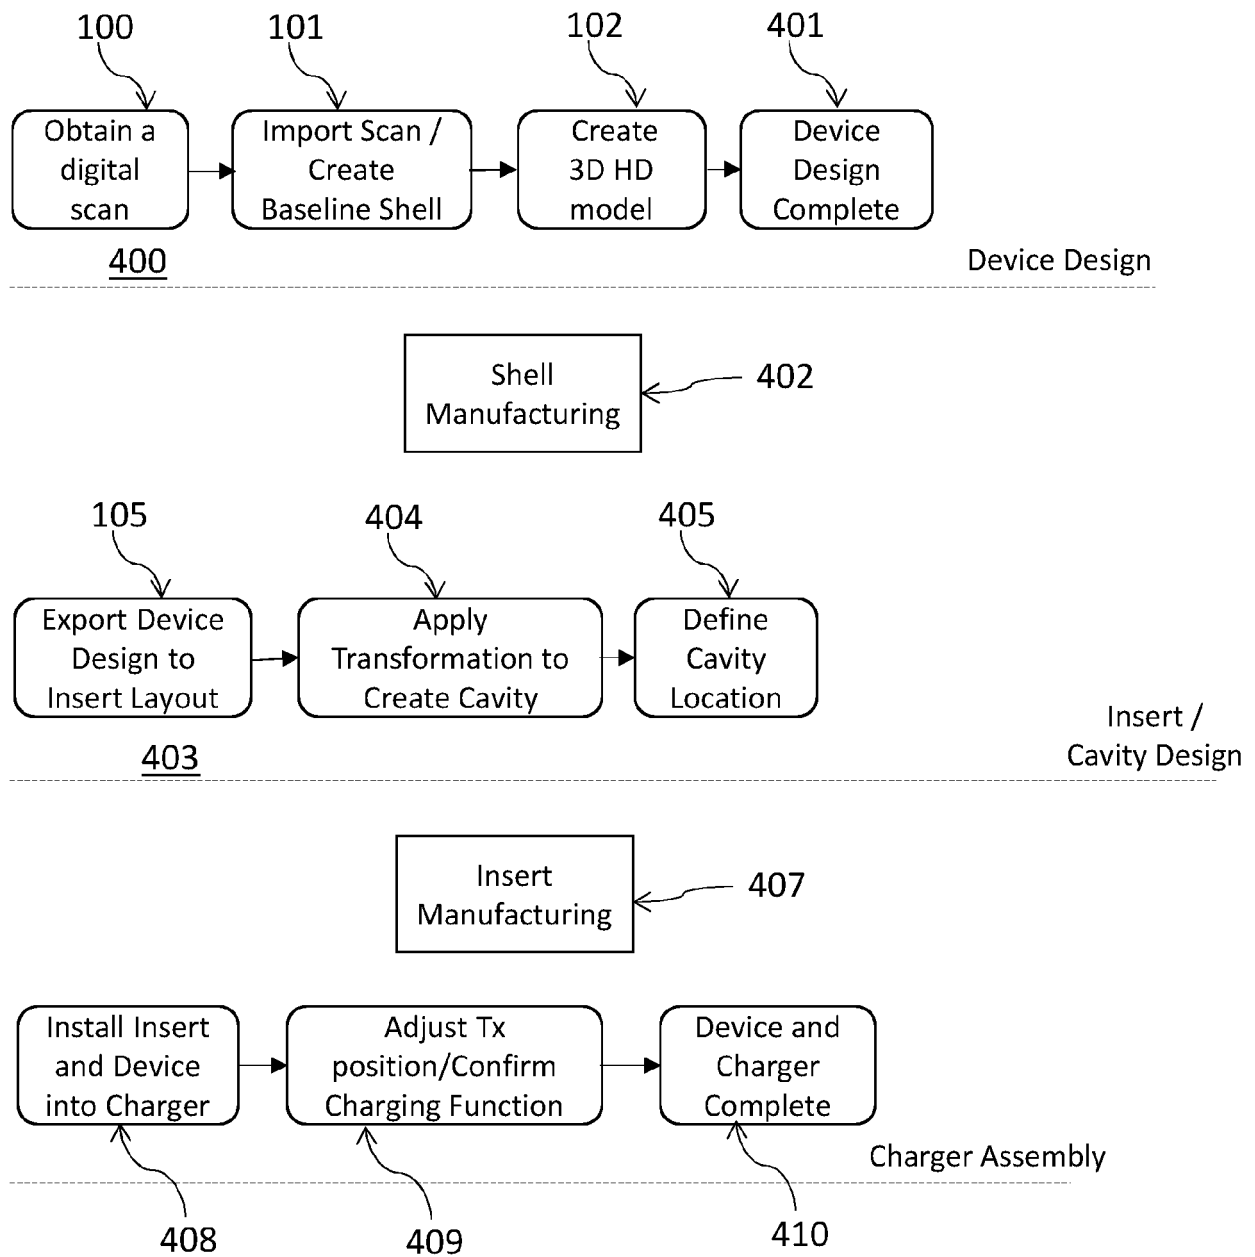 100
101
102
401
Obtain a
digital
scan
Import Scan /
Create
Baseline Shell
Create
3D HD
model
Device
Design
Complete
400
Device Design
Shell
Manufacturing
402
105
404
405
Export Device
Design to
Insert Layout
Apply
Transformation to
Create Cavity
Define
Cavity
Location
403
Insert /
Cavity Design
Insert
Manufacturing
407
Install Insert
and Device
into Charger
Adjust Tx
position/Confirm
Charging Function
Device and
Charger
Complete
Charger Assembly
408
409
410